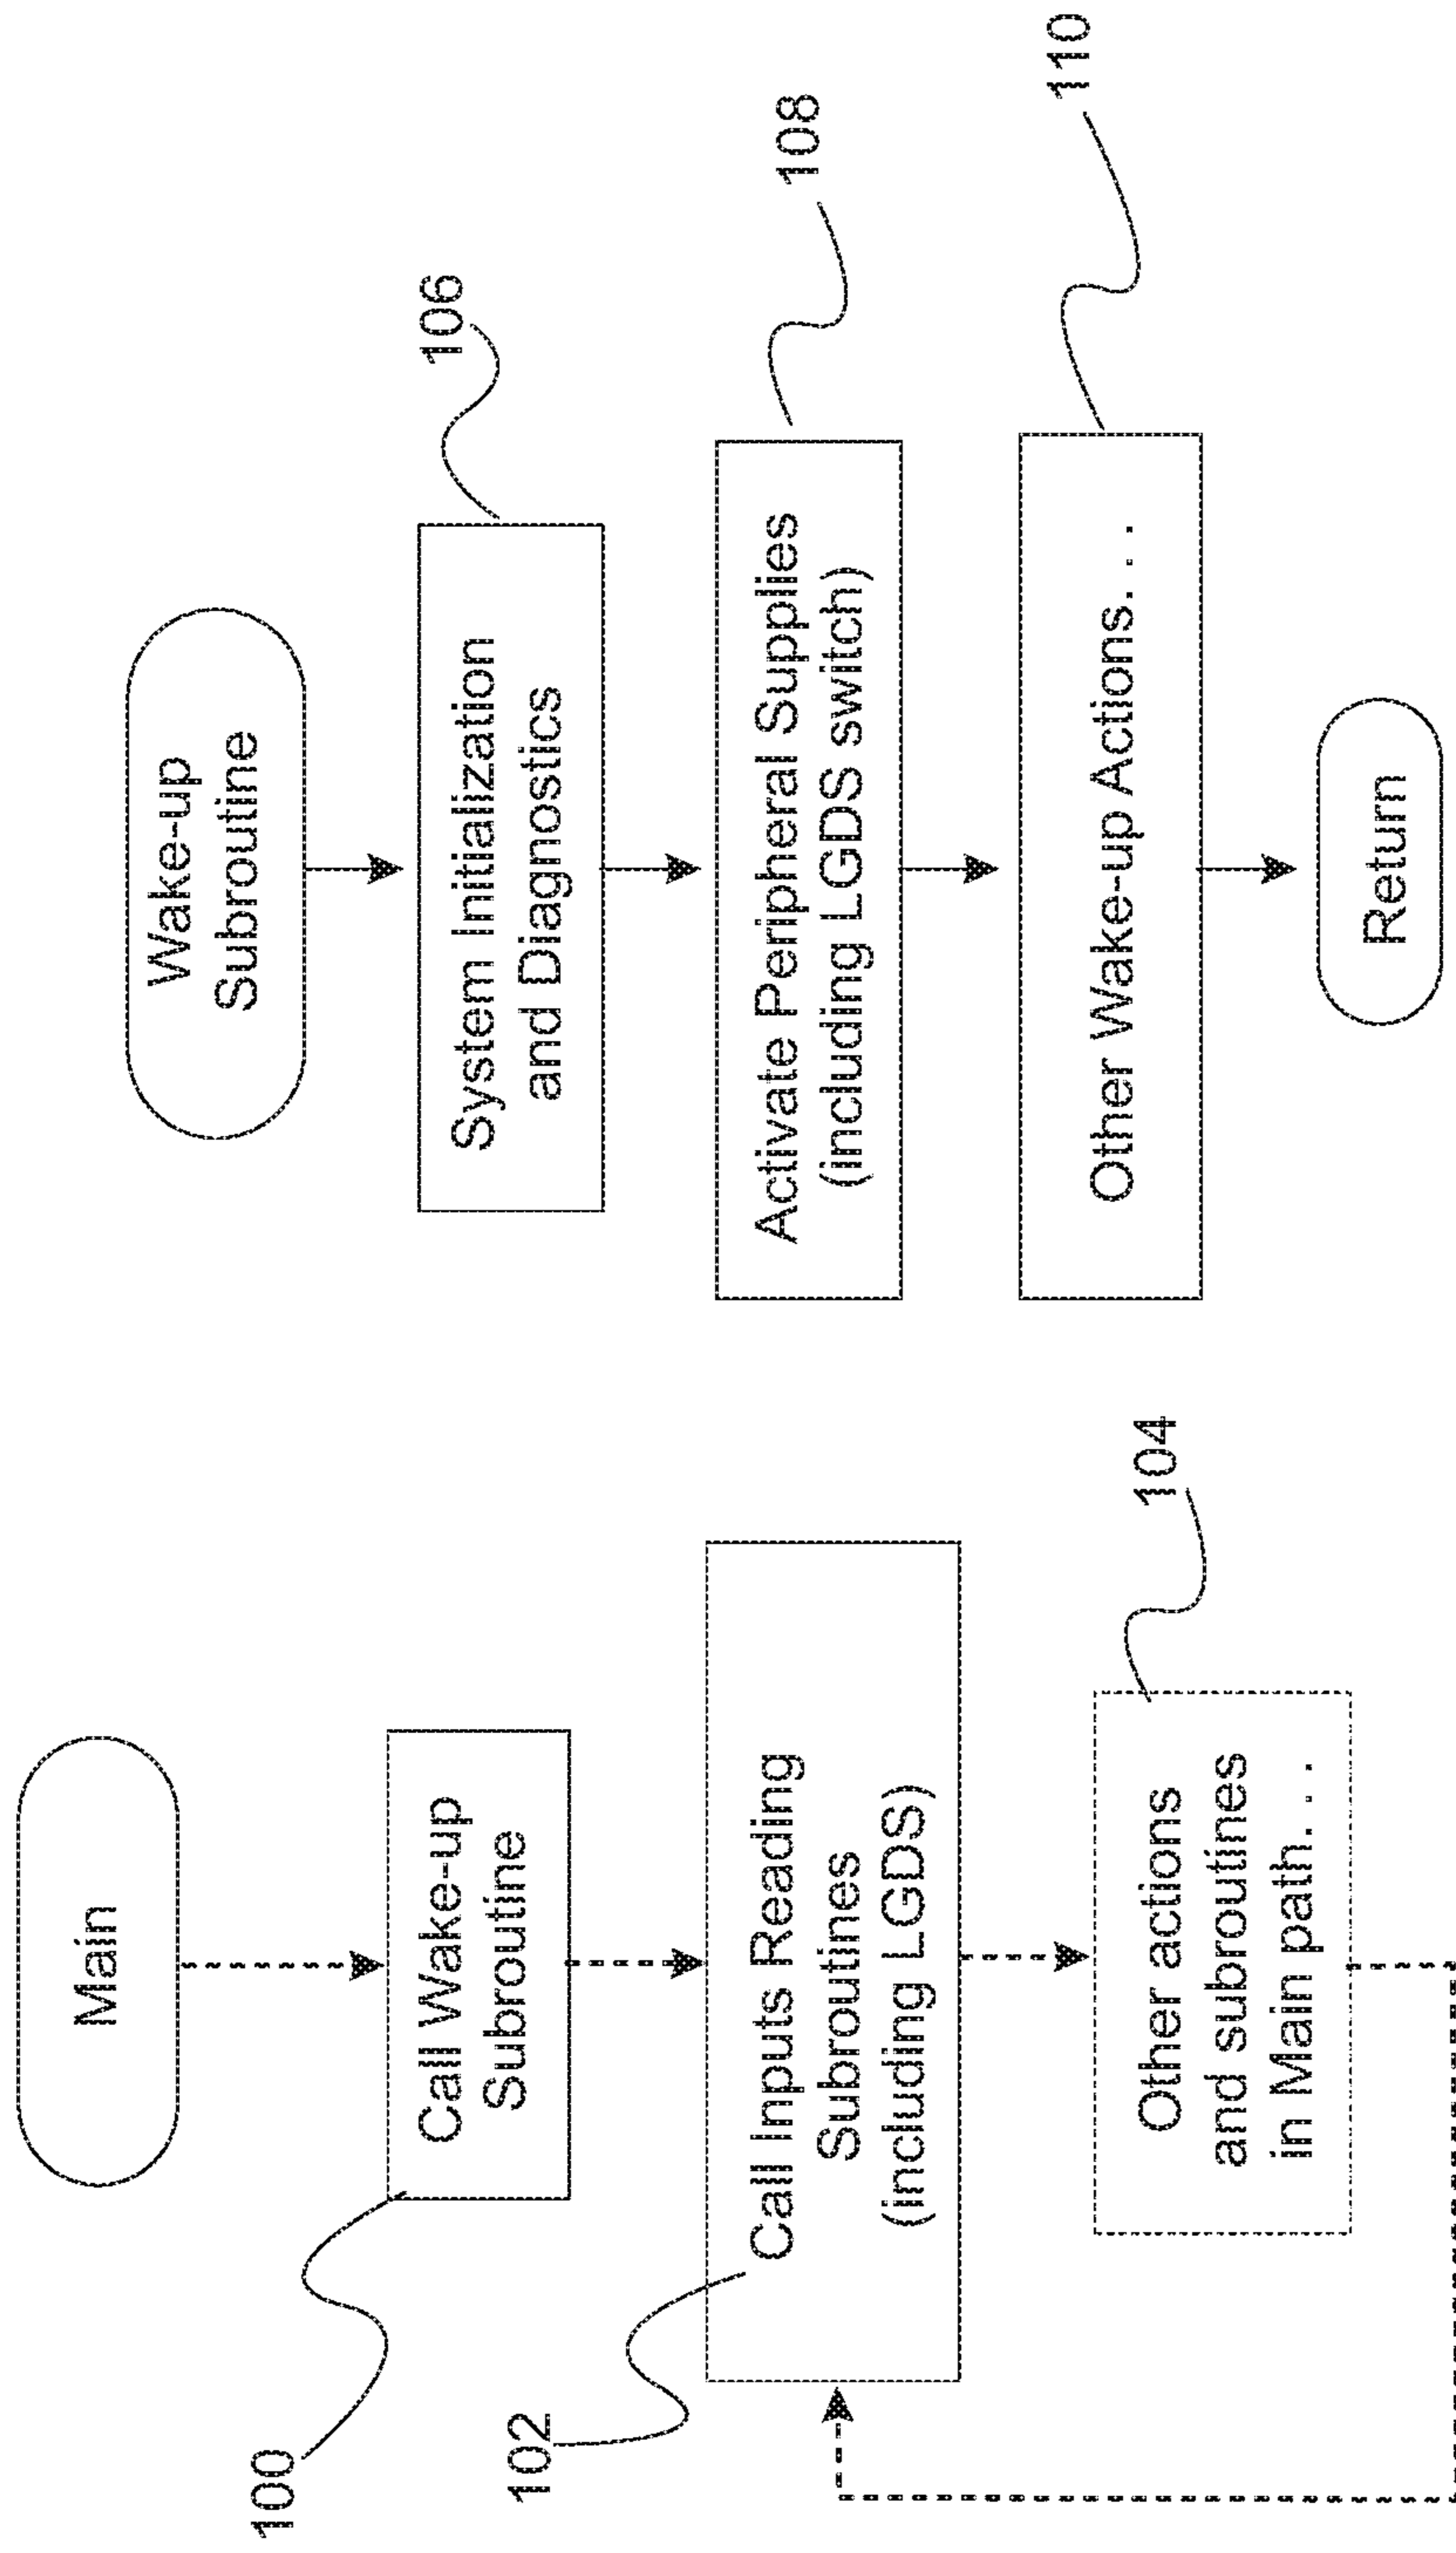 Main
100
Call Wake-up
Subroutine
102
Call Inputs Reading
Subroutines
(including LGDS)
104
Other actions
and subroutines
in Main path. . .
Wake-up
Subroutine
106
System Initialization
and Diagnostics
108
Activate Peripheral Supplies
(including LGDS switch)
110
Other Wake-up Actions. . .
Return